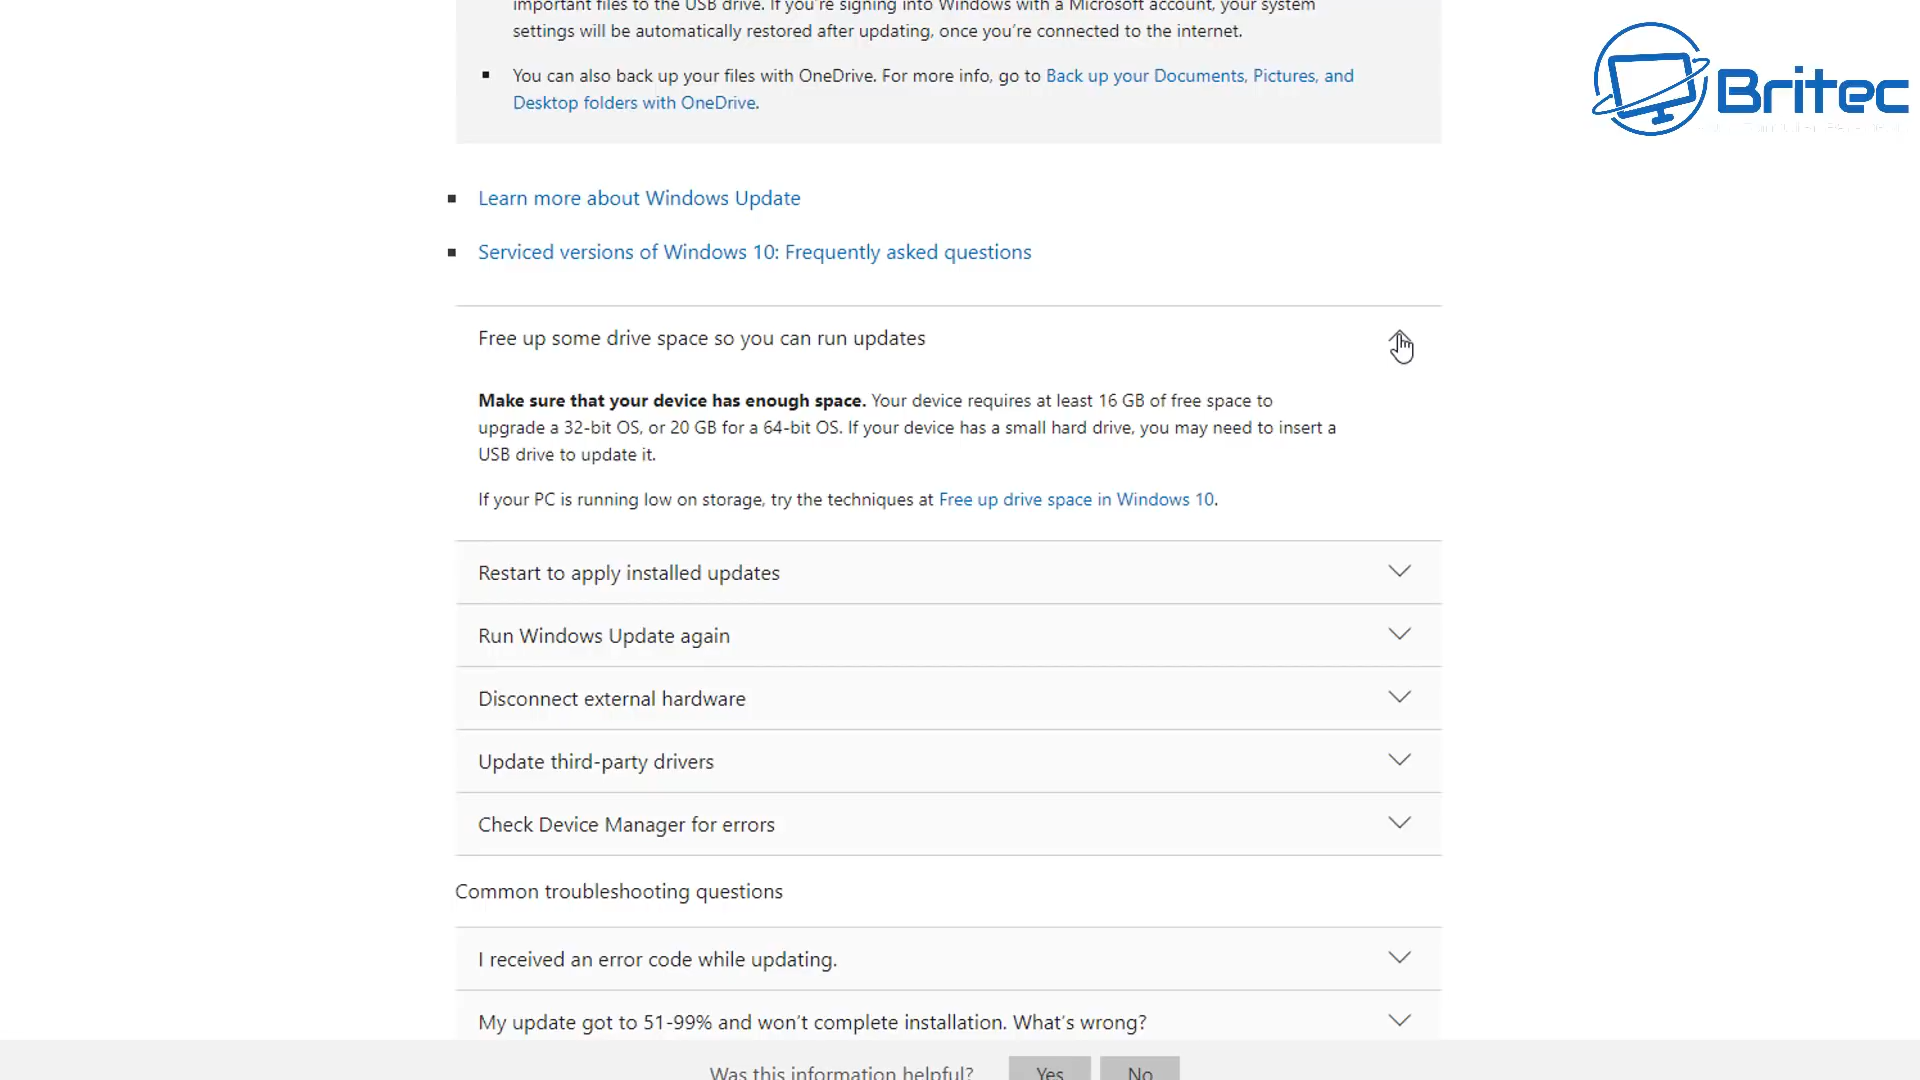 important files to the USB drive. If you're signing into Windows with a Microsoft account, your system
settings will be automatically restored after updating, once you're connected to the internet.
You can also back up your files with OneDrive. For more info, go to Back up your Documents, Pictures, and
Desktop folders with OneDrive.
Britec
Learn more about Windows Update
Serviced versions of Windows 10: Frequently asked questions
Free up some drive space so you can run updates
Make sure that your device has enough space. Your device requires at least 16 GB of free space to
upgrade a 32-bit OS, or 20 GB for a 64-bit OS. If your device has a small hard drive, you may need to insert a
USB drive to update it.
If your PC is running low on storage, try the techniques at Free up drive space in Windows 10.
Restart to apply installed updates
Run Windows Update again
Disconnect external hardware
Update third-party drivers
Check Device Manager for errors
Common troubleshooting questions
I received an error code while updating.
My update got to 51-99% and won't complete installation. What's wrong?
Was this information helpful? Yes No